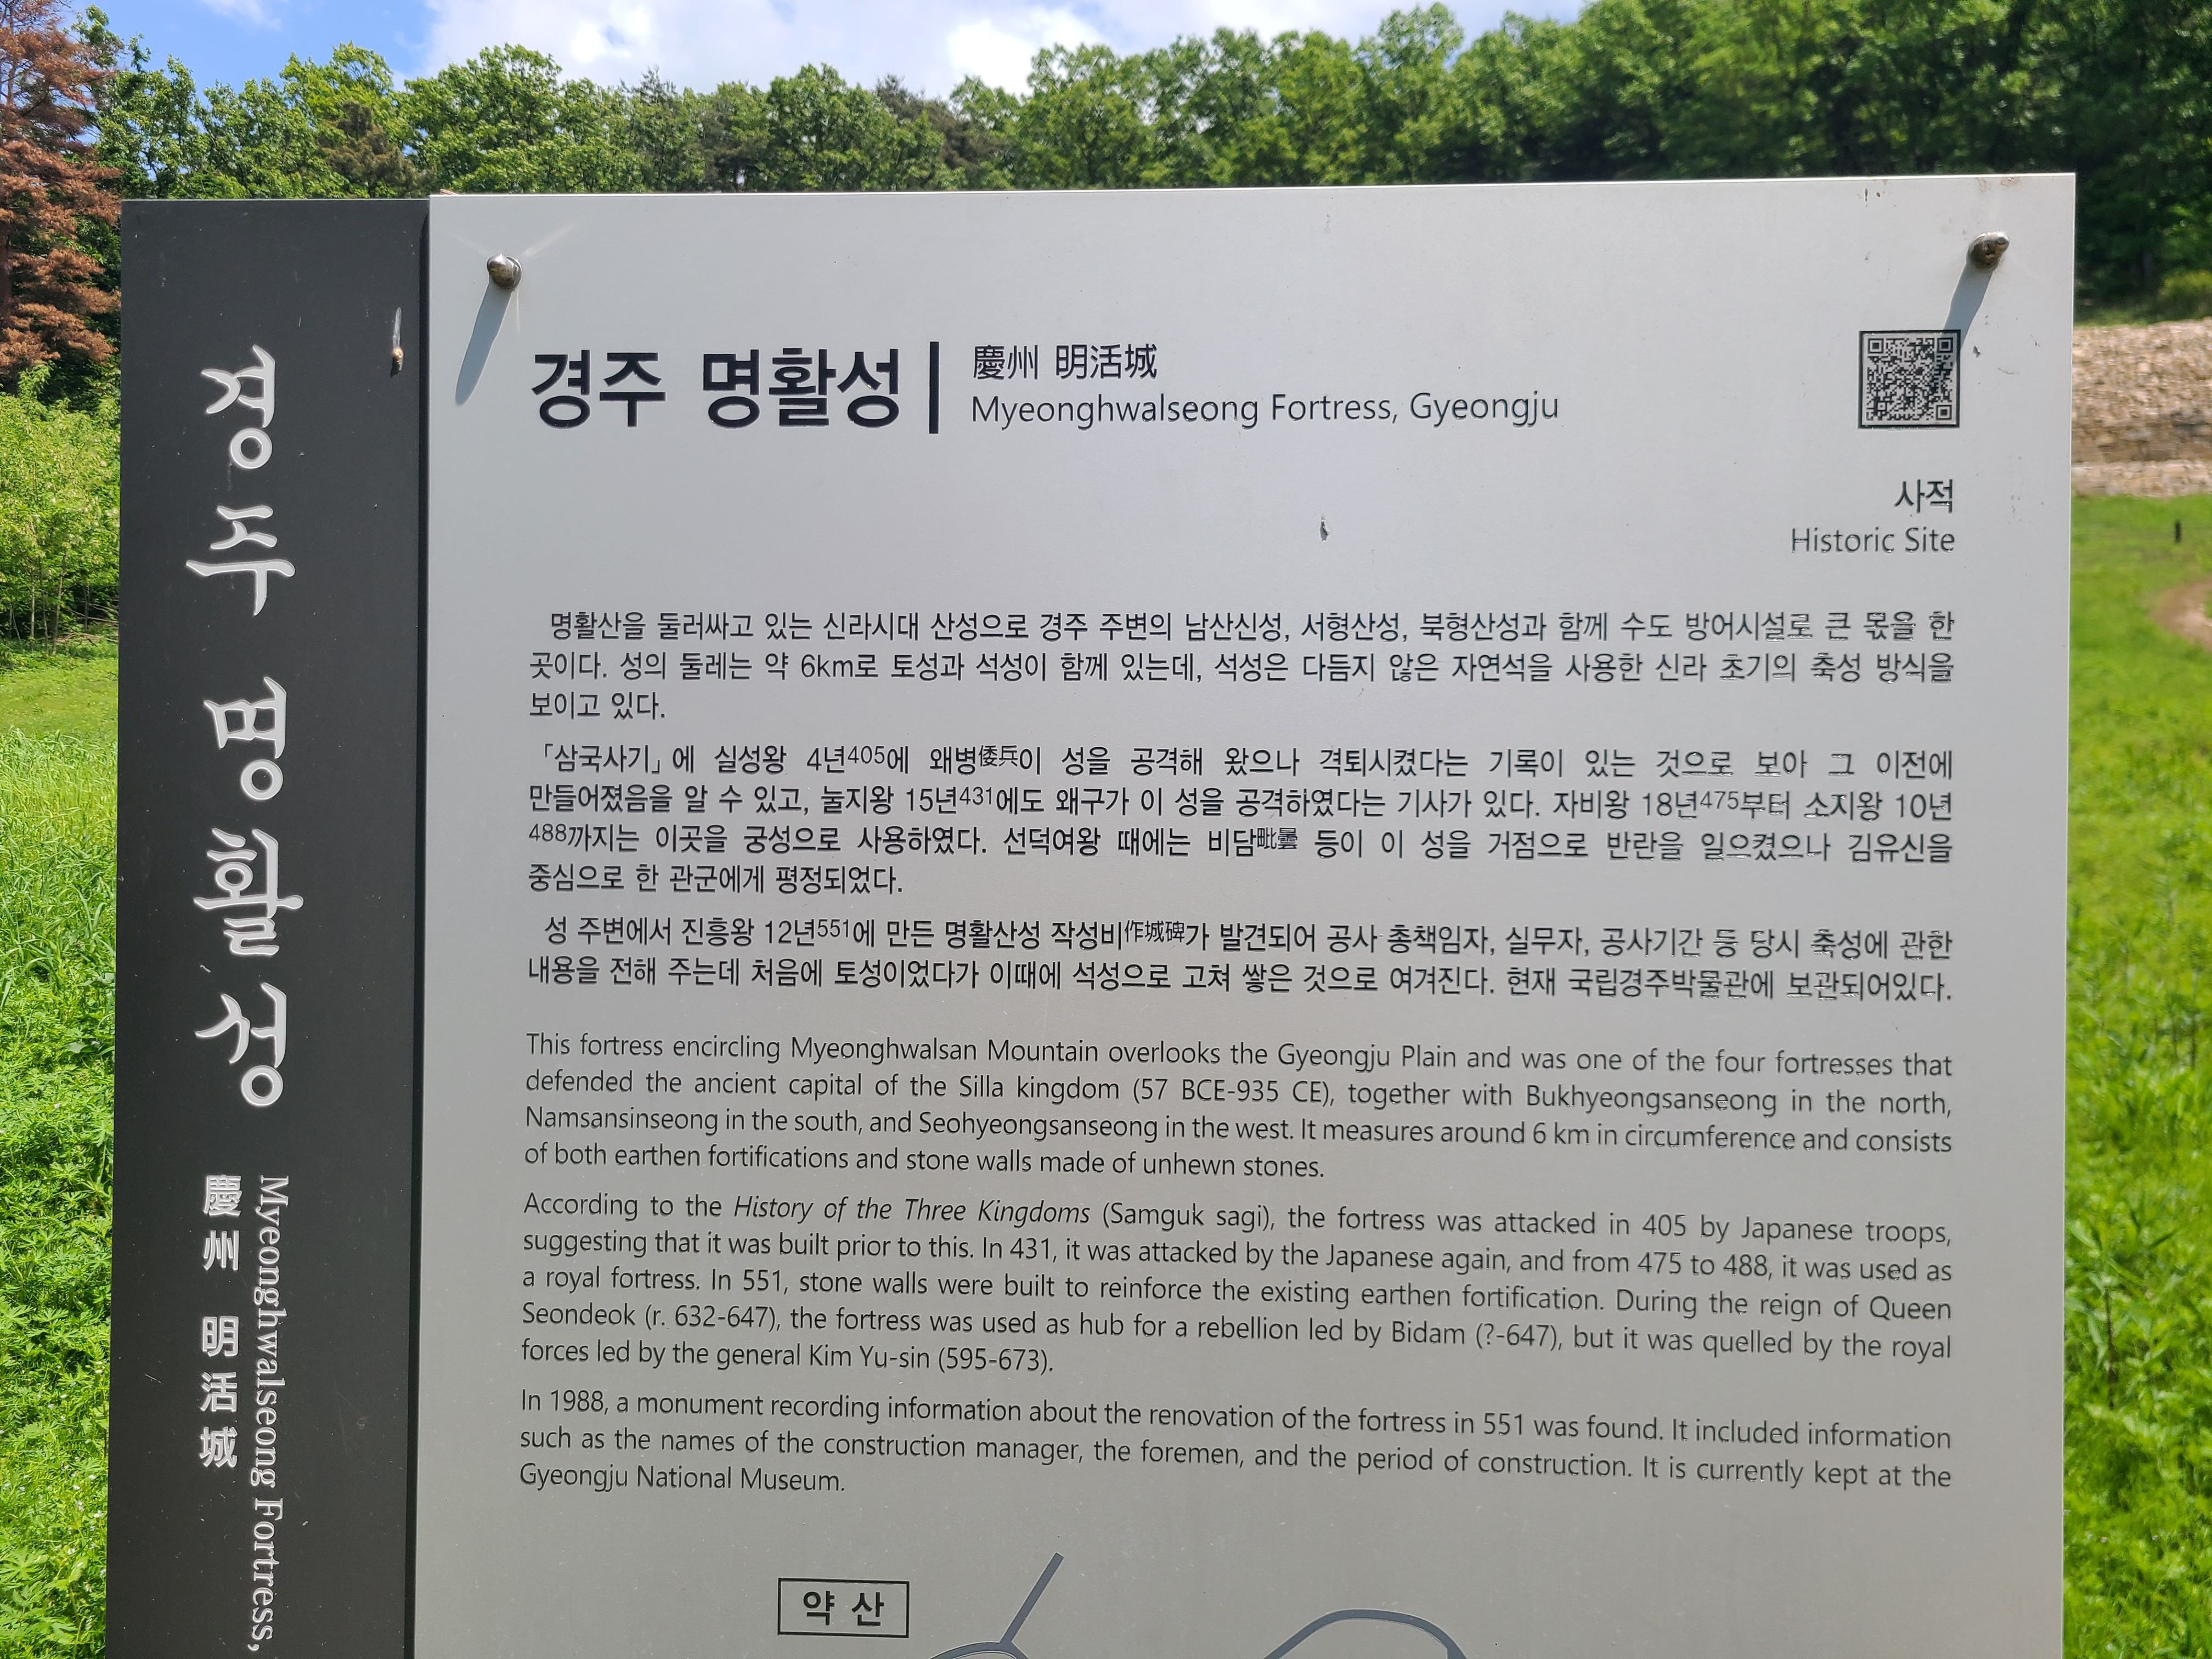 경주 명활성
慶州 明活城
Myeonghwalseong Fortress,
경주 명활성
慶州 明活城
Myeonghwalseong Fortress, Gyeongju
사적
Historic Site
명활산을 둘러싸고 있는 신라시대 산성으로 경주 주변의 남산신성, 서형산성, 북형산성과 함께 수도 방어시설로 큰 몫을 한
곳이다. 성의 둘레는 약 6km로 토성과 석성이 함께 있는데, 석성은 다듬지 않은 자연석을 사용한 신라 초기의 축성 방식을
보이고 있다.
「삼국사기」에 실성왕 4년405에 왜병倭兵이 성을 공격해 왔으나 격퇴시켰다는 기록이 있는 것으로 보아 그 이전에
만들어졌음을 알 수 있고, 눌지왕 15년431에도 왜구가 이 성을 공격하였다는 기사가 있다. 자비왕 18년475부터 소지왕 10년
488까지는 이곳을 궁성으로 사용하였다. 선덕여왕 때에는 비담毗曇 등이 이 성을 거점으로 반란을 일으켰으나 김유신을
중심으로 한 관군에게 평정되었다.
성 주변에서 진흥왕 12년551에 만든 명활산성 작성비作城碑가 발견되어 공사 총책임자, 실무자, 공사기간 등 당시 축성에 관한
내용을 전해 주는데 처음에 토성이었다가 이때에 석성으로 고쳐 쌓은 것으로 여겨진다. 현재 국립경주박물관에 보관되어있다.
This fortress encircling Myeonghwalsan Mountain overlooks the Gyeongju Plain and was one of the four fortresses that
defended the ancient capital of the Silla kingdom (57 BCE-935 CE), together with Bukhyeongsanseong in the north,
Namsansinseong in the south, and Seohyeongsanseong in the west. It measures around 6 km in circumference and consists
of both earthen fortifications and stone walls made of unhewn stones.
According to the History of the Three Kingdoms (Samguk sagi), the fortress was attacked in 405 by Japanese troops,
suggesting that it was built prior to this. In 431, it was attacked by the Japanese again, and from 475 to 488, it was used as
a royal fortress. In 551, stone walls were built to reinforce the existing earthen fortification. During the reign of Queen
Seondeok (r. 632-647), the fortress was used as hub for a rebellion led by Bidam (?-647), but it was quelled by the royal
forces led by the general Kim Yu-sin (595-673).
In 1988, a monument recording information about the renovation of the fortress in 551 was found. It included information
such as the names of the construction manager, the foremen, and the period of construction. It is currently kept at the
Gyeongju National Museum.
약 산